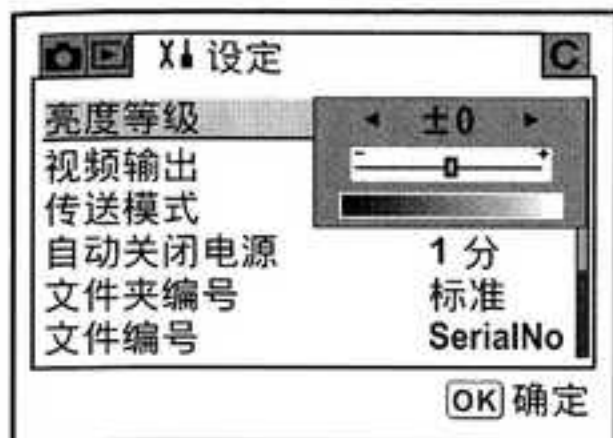 设定 C
亮度等级 ◀ ±0 ▶
- +
视频输出
传送模式
自动关闭电源 1 分
文件夹编号 标准
文件编号 SerialNo
OK 确定